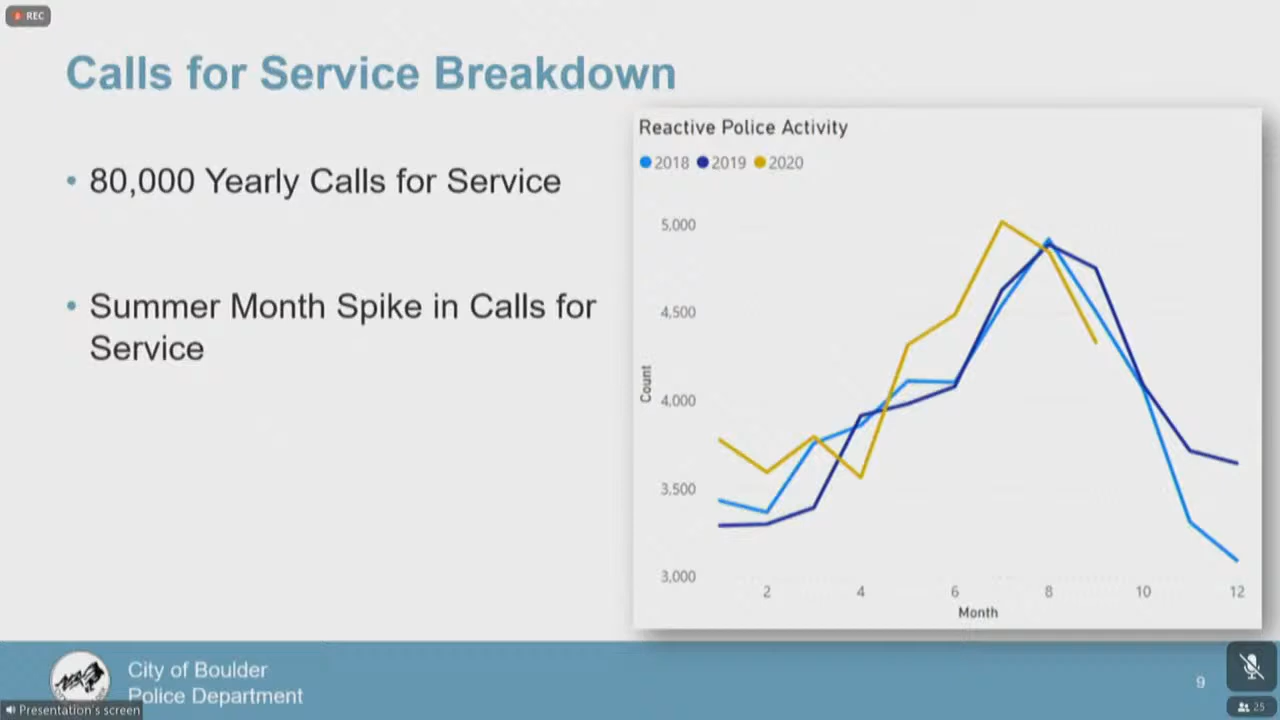 REC
Calls for Service Breakdown
• 80,000 Yearly Calls for Service
• Summer Month Spike in Calls for
Service
Reactive Police Activity
2018 2019 2020
5,000
4,500
4,000
3,500
3,000
Count
2 4 6 8 10 12
Month
City of Boulder
Police Department
9
Presentation's screen
25